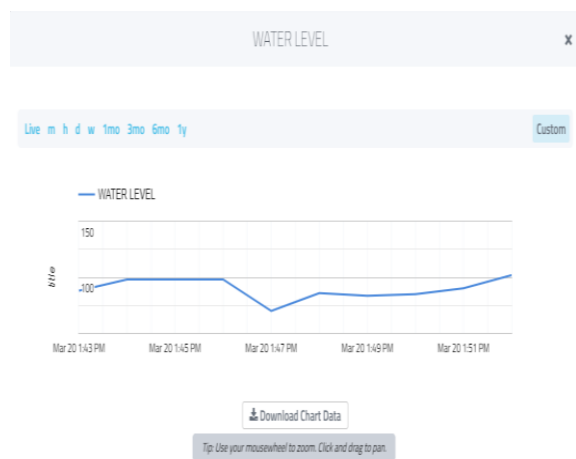 WATER LEVEL x
Live m h d w 1mo 3mo 6mo 1y Custom
WATER LEVEL
150
title
100
Mar 20 1:43 PM Mar 20 1:45 PM Mar 20 1:47 PM Mar 20 1:49 PM Mar 20 1:51 PM
Download Chart Data
Tip: Use your mousewheel to zoom. Click and drag to pan.